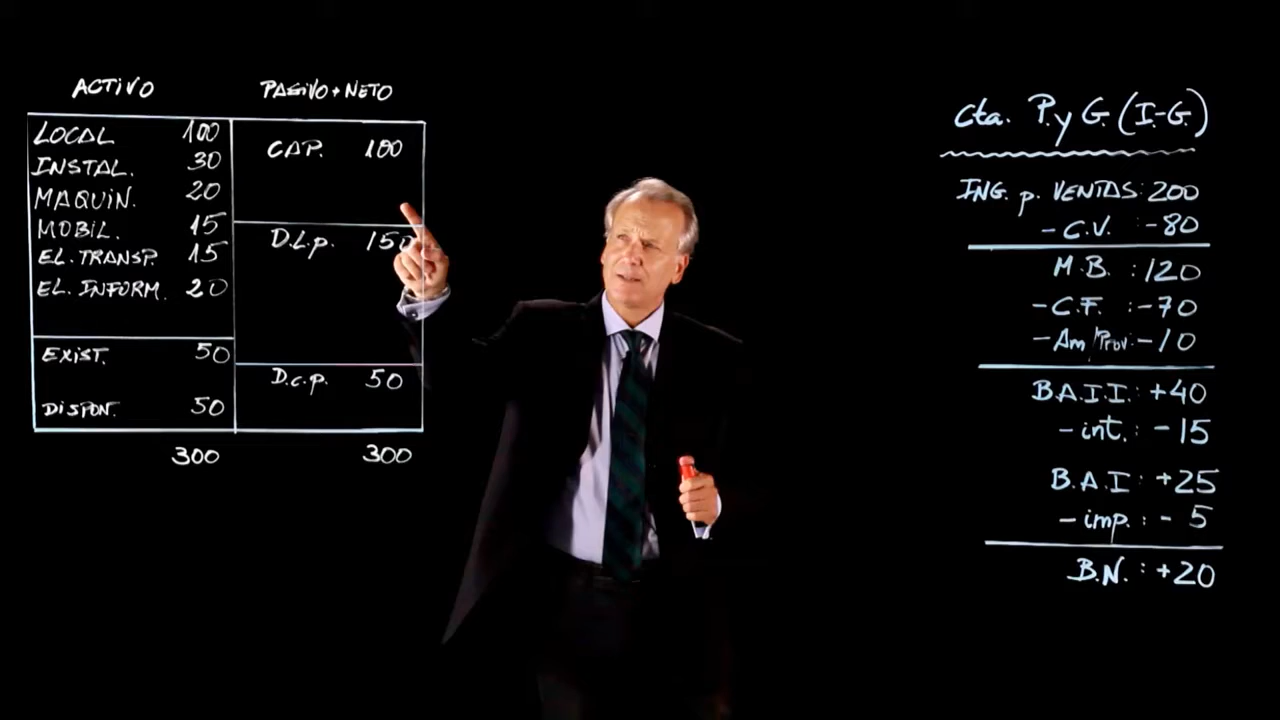 ACTIVO
LOCAL 100
INSTAL. 30
MAQUIN. 20
MOBIL. 15
EL. TRANSP. 15
EL. INFORM. 20
EXIST. 50
DISPON. 50
300
PASIVO + NETO
CAP. 100
D.L.p. 150
D.c.p. 50
300
Cta. P. y G. (I-G.)
ING. p. VENTAS: 200
- C.V. : -80
M.B. : 120
- C.F. : -70
- Am/Prov: -10
B.A.I.I.: +40
- int. : -15
B.A.I : +25
- imp. : - 5
B.N. : +20